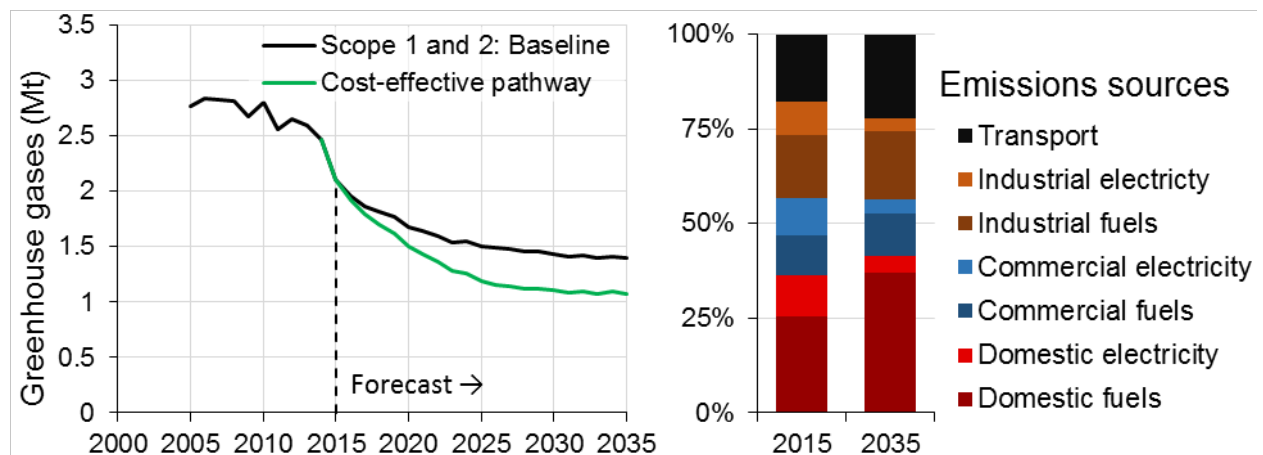 Greenhouse gases (Mt)
3.5
3
2.5
2
1.5
1
0.5
0
2000 2005 2010 2015 2020 2025 2030 2035
Scope 1 and 2: Baseline
Cost-effective pathway
Forecast →
100%
75%
50%
25%
0%
2015 2035
Emissions sources
Transport
Industrial electricty
Industrial fuels
Commercial electricity
Commercial fuels
Domestic electricity
Domestic fuels